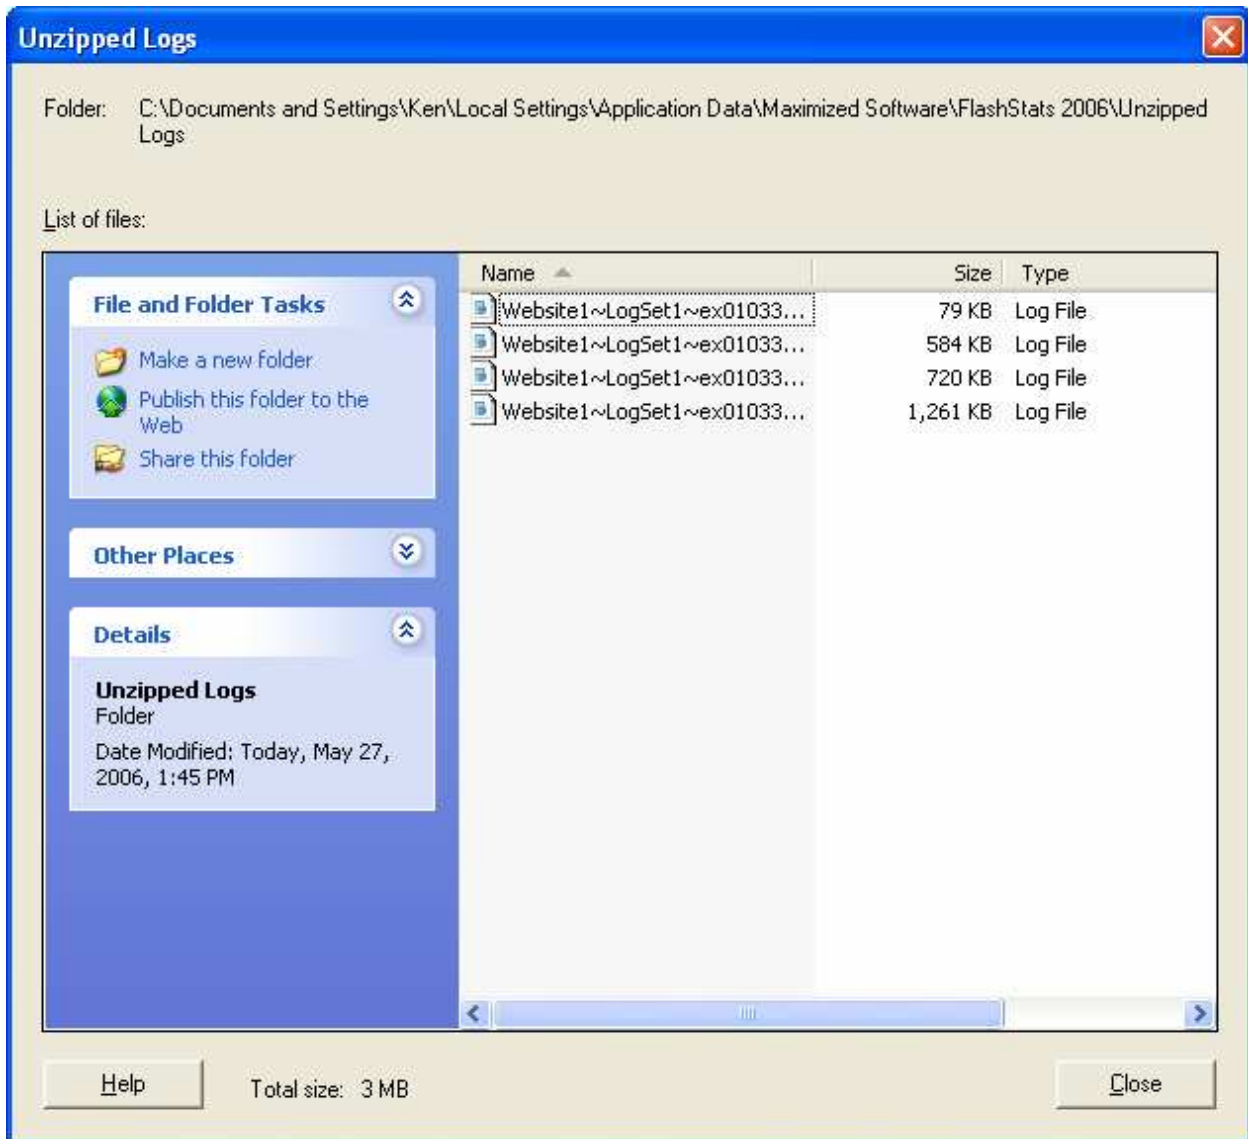 Unzipped Logs
Folder: C:\Documents and Settings\Ken\Local Settings\Application Data\Maximized Software\FlashStats 2006\Unzipped
Logs
List of files:
File and Folder Tasks
Make a new folder
Publish this folder to the
Web
Share this folder
Other Places
Details
Unzipped Logs
Folder
Date Modified: Today, May 27,
2006, 1:45 PM
Name Size Type
Website1~LogSet1~ex01033... 79 KB Log File
Website1~LogSet1~ex01033... 584 KB Log File
Website1~LogSet1~ex01033... 720 KB Log File
Website1~LogSet1~ex01033... 1,261 KB Log File
Help Total size: 3 MB Close